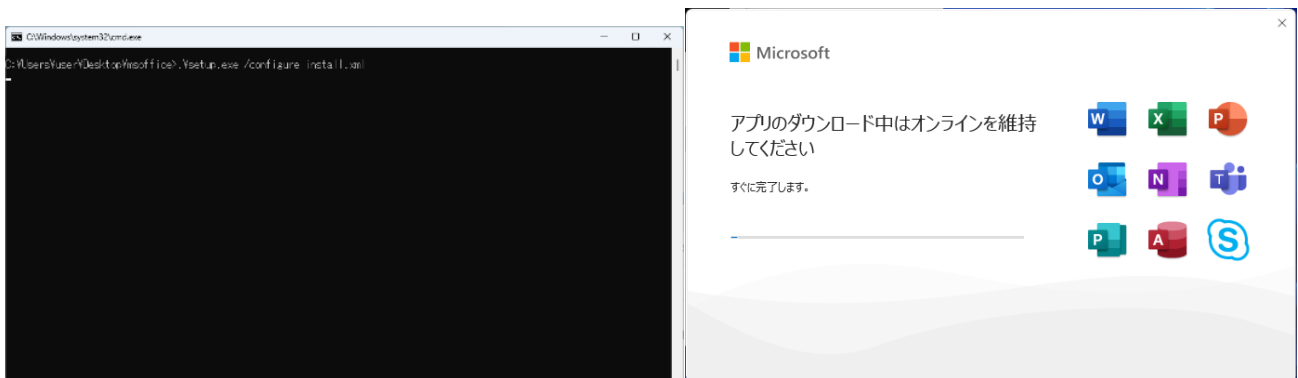 C:\Windows\system32\cmd.exe
C:¥Users¥user¥Desktop¥msoffice>.¥setup.exe /configure install.xml
Microsoft
アプリのダウンロード中はオンラインを維持
してください
すぐに完了します。
W X P
O N T
P A S